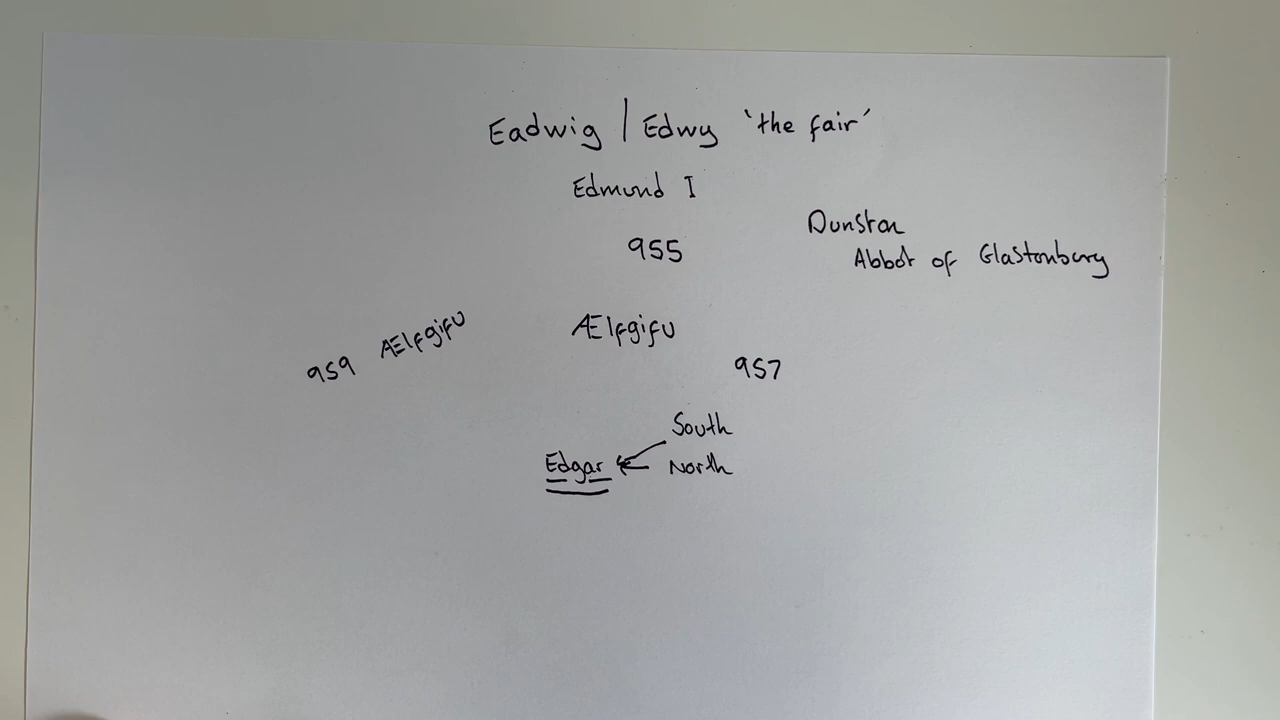 Eadwig | Edwy 'the fair'
Edmund I
955
Dunstan
Abbot of Glastonbury
Ælfgifu
959 Ælfgifu
957
South
Edgar
North